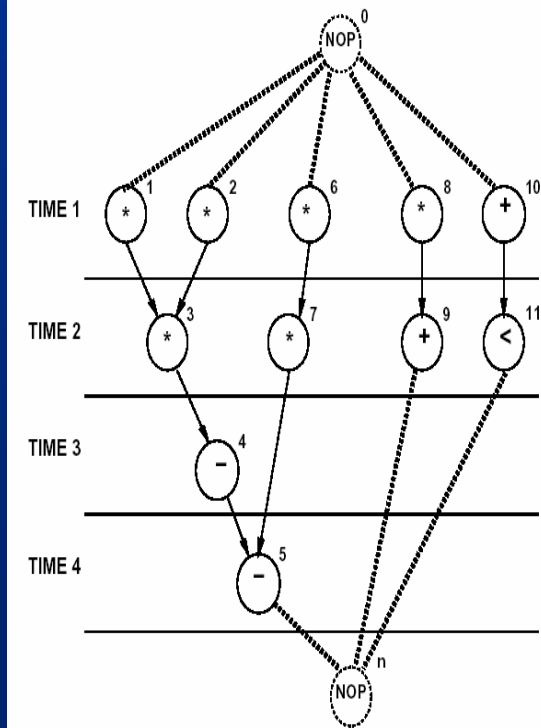 0
NOP
1 2 6 8 10
TIME 1 * * * * +
3 7 9 11
TIME 2 * * + <
4
TIME 3 -
5
TIME 4 -
n
NOP